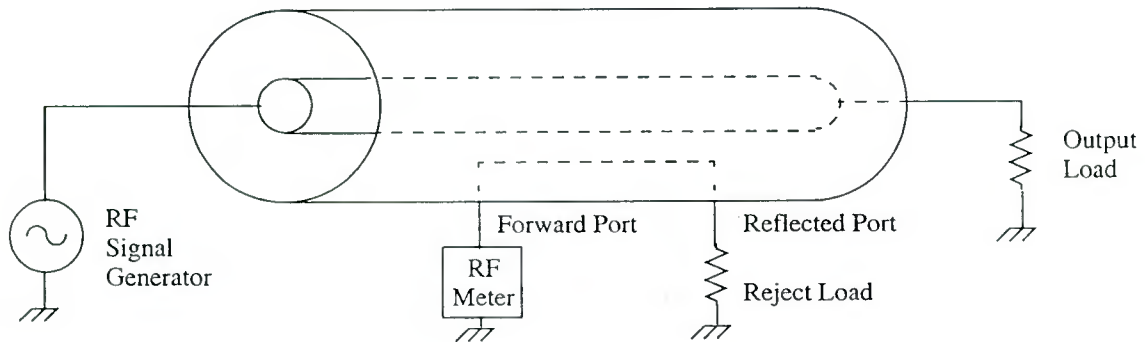 Output
Load
RF
Signal
Generator
Forward Port
Reflected Port
RF
Meter
Reject Load